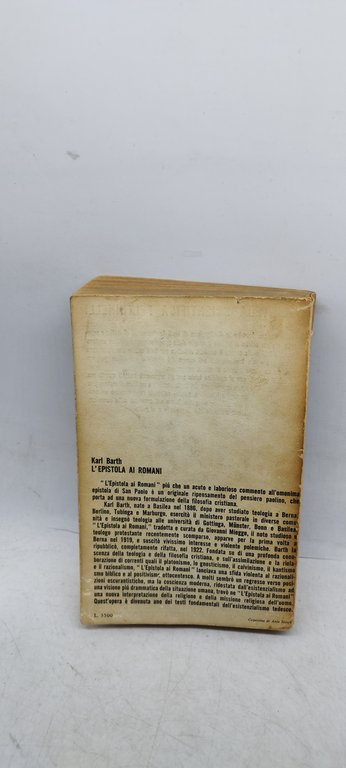 Karl Barth
L'EPISTOLA AI ROMANI
"L'Epistola ai Romani" più che un acuto e laborioso commento all'omonima
epistola di San Paolo è un originale ripensamento del pensiero paolino, che
porta ad una nuova formulazione della filosofia cristiana.
Karl Barth, nato a Basilea nel 1886, dopo aver studiato teologia a Berna,
Berlino, Tubinga e Marburgo, esercitò il ministero pastorale in diverse comu-
nità e insegnò teologia alle università di Gottinga, Münster, Bonn e Basilea.
"L'Epistola ai Romani," tradotta e curata da Giovanni Miegge, il noto studioso e
teologo protestante recentemente scomparso, apparve per la prima volta a
Berna nel 1919, e suscitò vivissimo interesse e violente polemiche. Barth la
ripubblicò, completamente rifatta, nel 1922. Fondata su di una profonda cono-
scenza della teologia e della filosofia cristiana, e sull'assimilazione e la riela-
borazione di correnti quali il platonismo, lo gnosticismo, il calvinismo, il kantismo
e il razionalismo, "L'Epistola ai Romani" lanciava una sfida violenta al razionali-
smo biblico e al positivismo ottocentesco. A molti sembrò un regresso verso posi-
zioni oscurantistiche, ma la coscienza moderna, ridestata dall'esistenzialismo ad
una visione più drammatica della situazione umana, trovò ne "L'Epistola ai Romani"
una nuova interpretazione della religione e della missione religiosa dell'uomo.
Quest'opera è divenuta uno dei testi fondamentali dell'esistenzialismo tedesco.
L. 3500
Copertina di